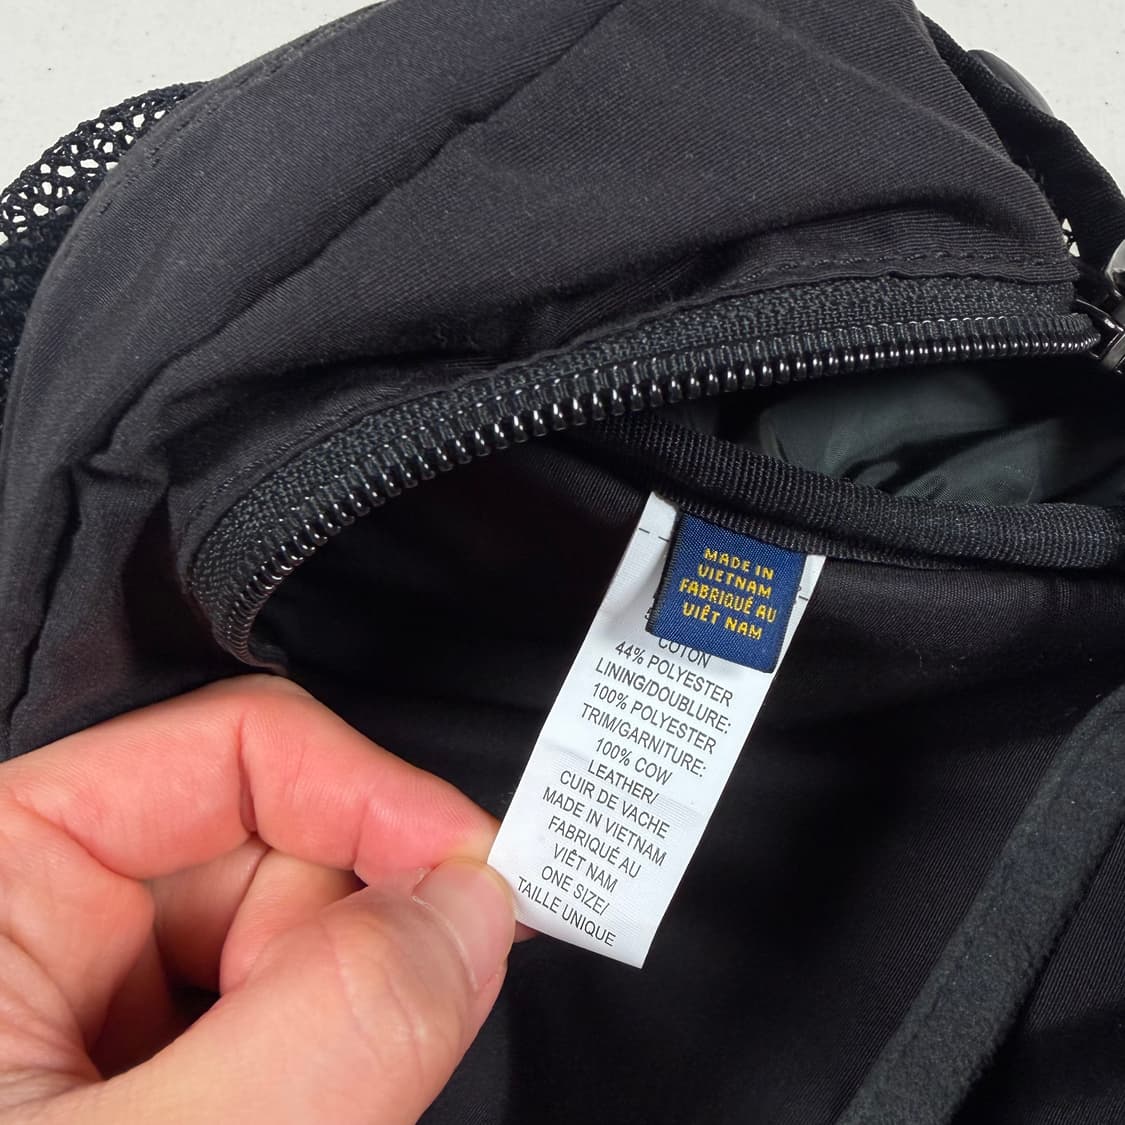 MADE IN
VIETNAM
FABRIQUÉ AU
VIÊT NAM
COTON
44% POLYESTER
LINING/DOUBLURE:
100% POLYESTER
TRIM/GARNITURE:
100% COW
LEATHER/
CUIR DE VACHE
MADE IN VIETNAM
FABRIQUÉ AU
VIÊT NAM
ONE SIZE/
TAILLE UNIQUE